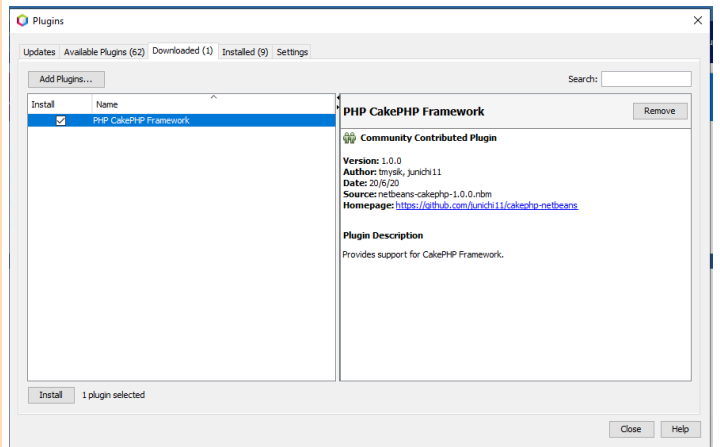 Plugins
Updates Available Plugins (62) Downloaded (1) Installed (9) Settings
Add Plugins...
Search:
Install Name
PHP CakePHP Framework
PHP CakePHP Framework
Remove
Community Contributed Plugin
Version: 1.0.0
Author: tmysik, junichi11
Date: 20/6/20
Source: netbeans-cakephp-1.0.0.nbm
Homepage: https://github.com/junichi11/cakephp-netbeans
Plugin Description
Provides support for CakePHP Framework.
Install 1 plugin selected
Close Help